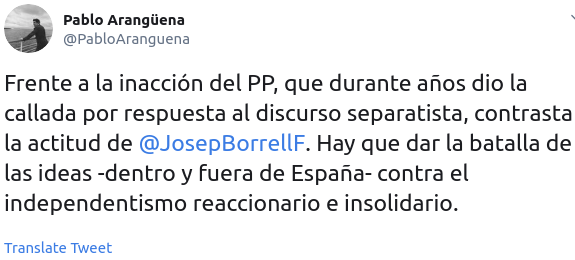 Pablo Arangüena
@PabloAranguena
Frente a la inacción del PP, que durante años dio la
callada por respuesta al discurso separatista, contrasta
la actitud de @JosepBorrellF. Hay que dar la batalla de
las ideas -dentro y fuera de España- contra el
independentismo reaccionario e insolidario.
Translate Tweet